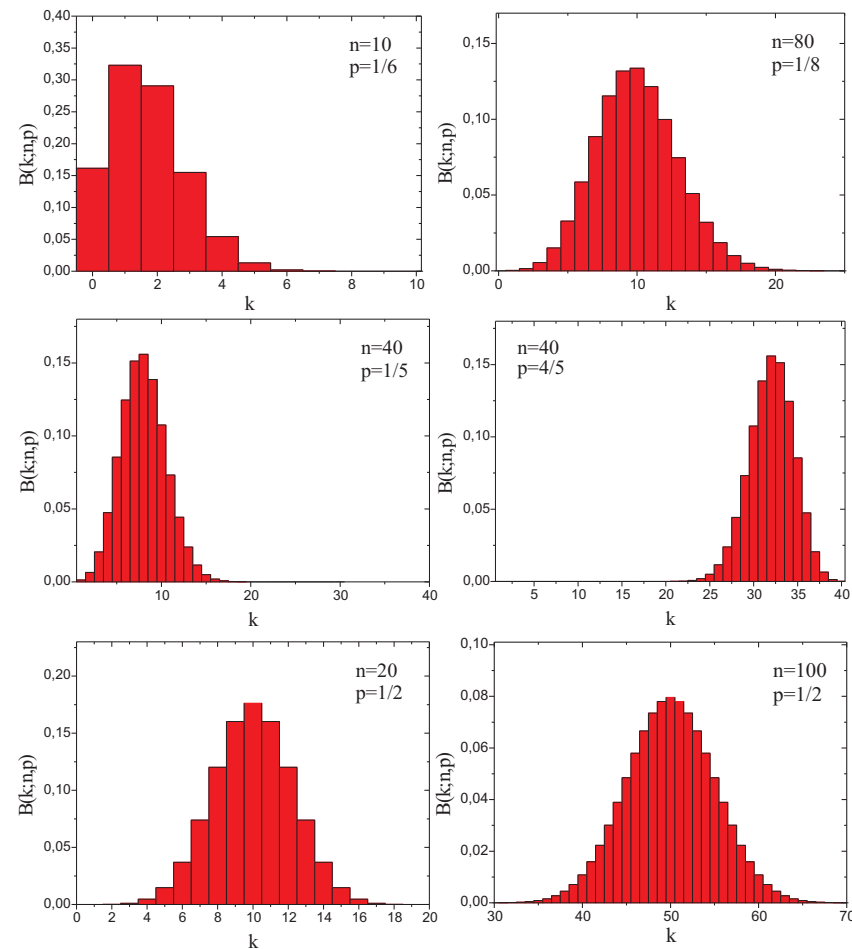 0,40
0,35
0,30
0,25
0,20
0,15
0,10
0,05
0,00
B(k;n,p)
n=10
p=1/6
0 2 4 6 8 10
k
0,15
0,10
0,05
0,00
B(k;n,p)
n=80
p=1/8
0 10 20
k
0,15
0,10
0,05
0,00
B(k;n,p)
n=40
p=1/5
10 20 30 40
k
0,15
0,10
0,05
0,00
B(k;n,p)
n=40
p=4/5
5 10 15 20 25 30 35 40
k
0,20
0,15
0,10
0,05
0,00
B(k;n,p)
n=20
p=1/2
0 2 4 6 8 10 12 14 16 18 20
k
0,10
0,08
0,06
0,04
0,02
0,00
B(k;n,p)
n=100
p=1/2
30 40 50 60 70
k